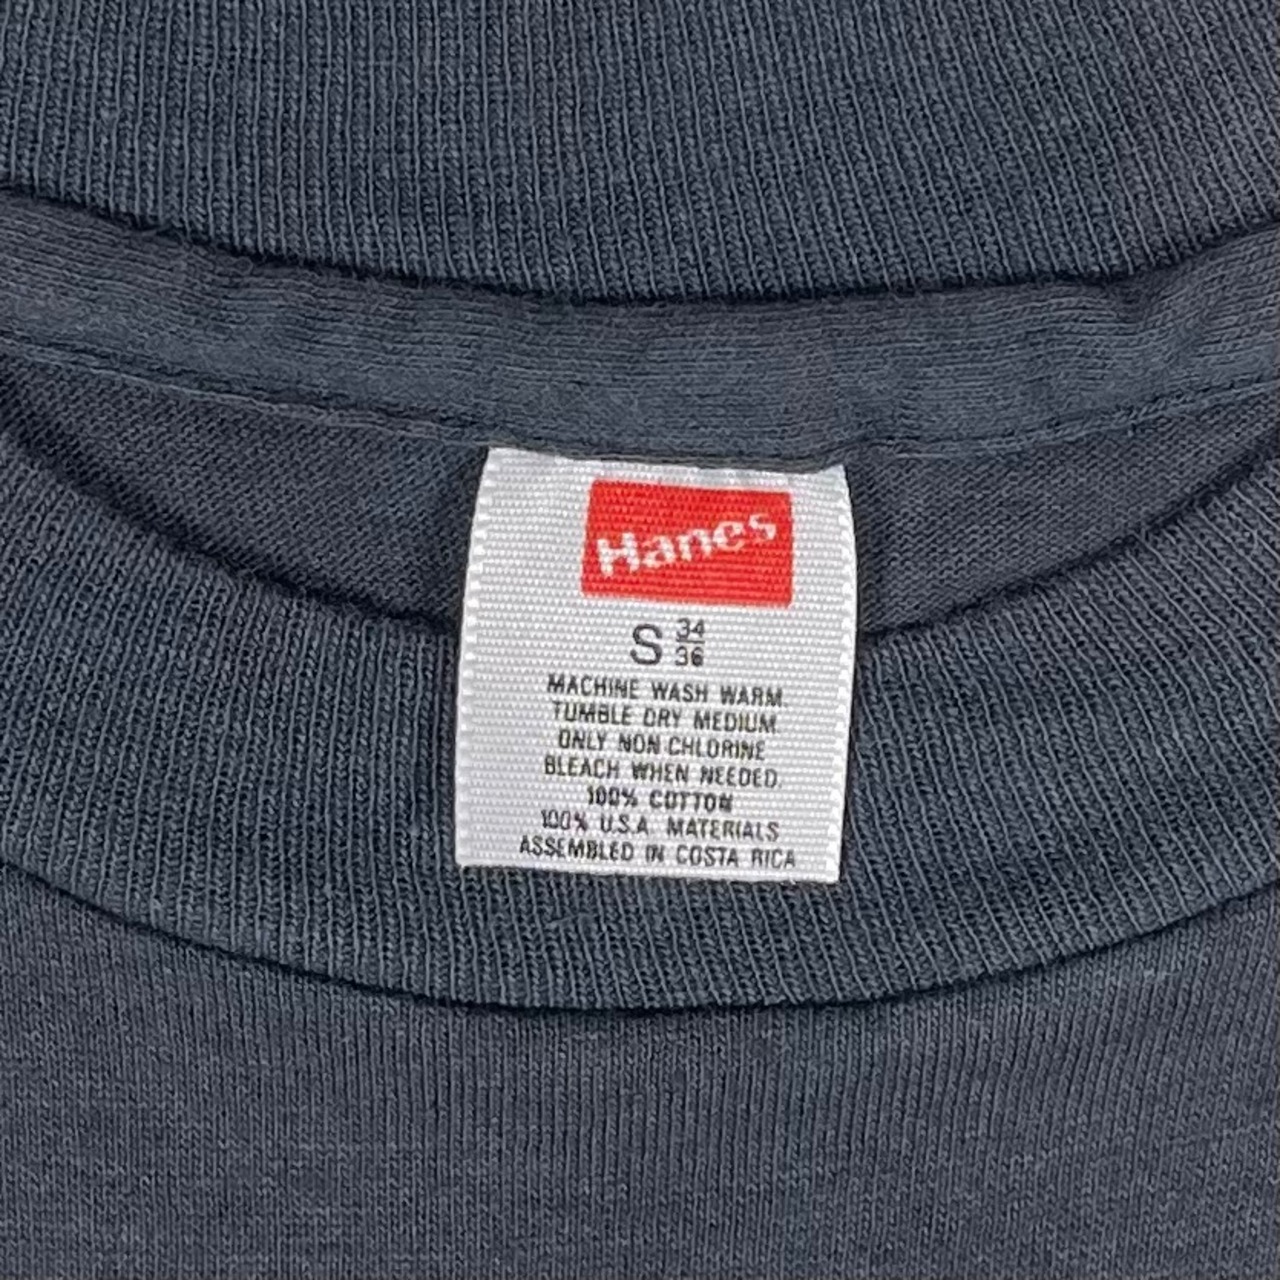 Hanes
S 34/36
MACHINE WASH WARM.
TUMBLE DRY MEDIUM.
ONLY NON CHLORINE
BLEACH WHEN NEEDED.
100% COTTON
100% U.S.A. MATERIALS
ASSEMBLED IN COSTA RICA